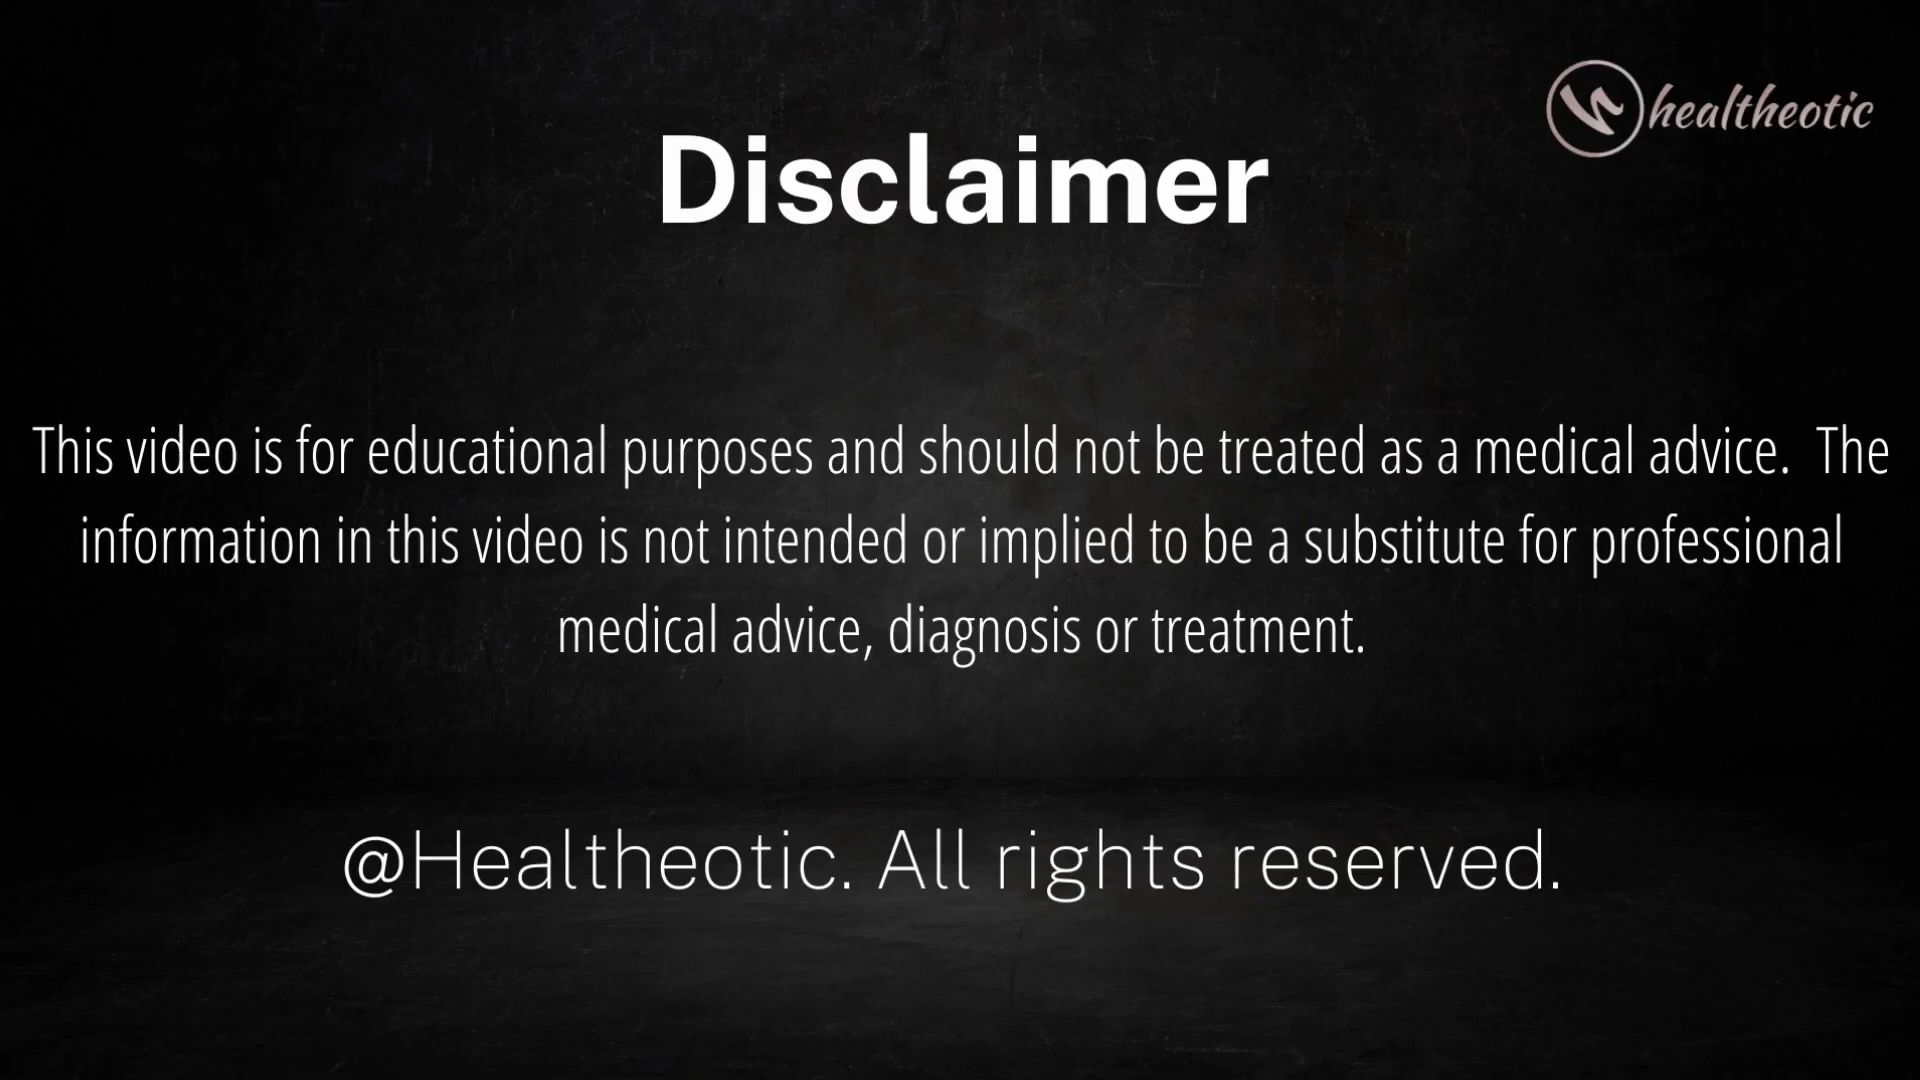 healtheotic
Disclaimer
This video is for educational purposes and should not be treated as a medical advice.  The
information in this video is not intended or implied to be a substitute for professional
medical advice, diagnosis or treatment.
@Healtheotic. All rights reserved.